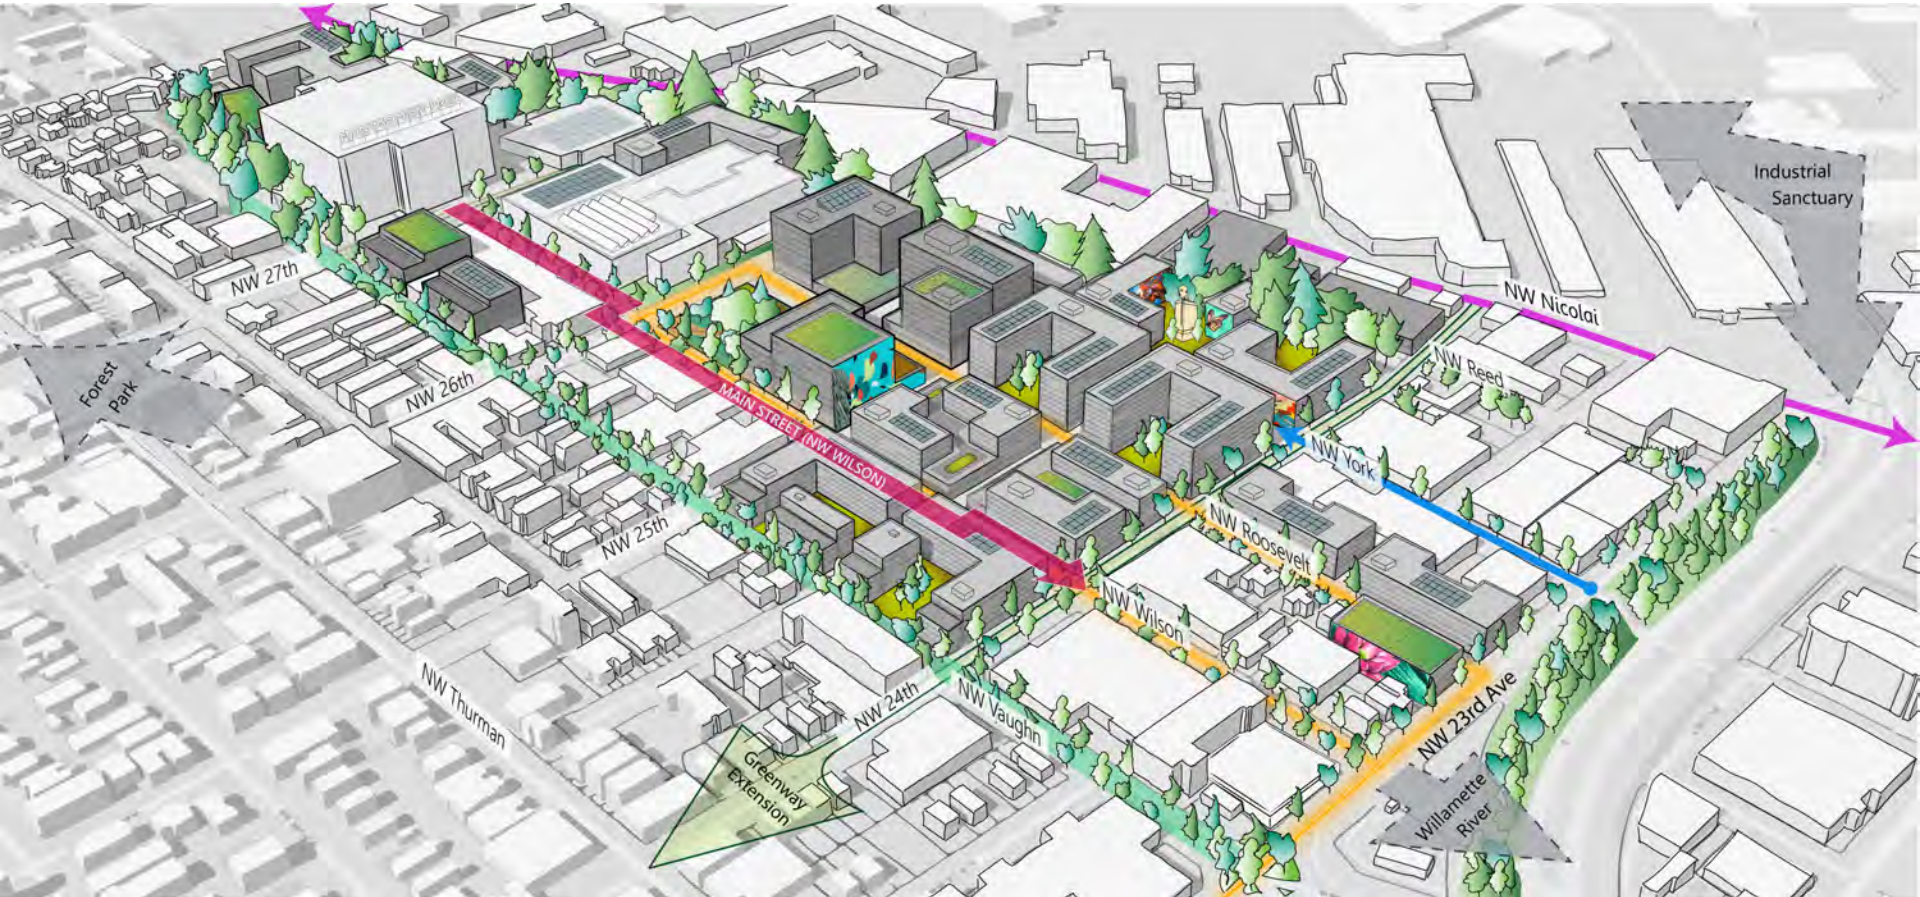 Industrial
Sanctuary
NW 27th
NW Nicolai
Forest
Park
NW 26th
NW Reed
MAIN STREET (NW WILSON)
NW York
NW 25th
NW Roosevelt
NW Wilson
NW Thurman
NW 24th
NW Vaughn
NW 23rd Ave
Greenway
Extension
Willamette
River